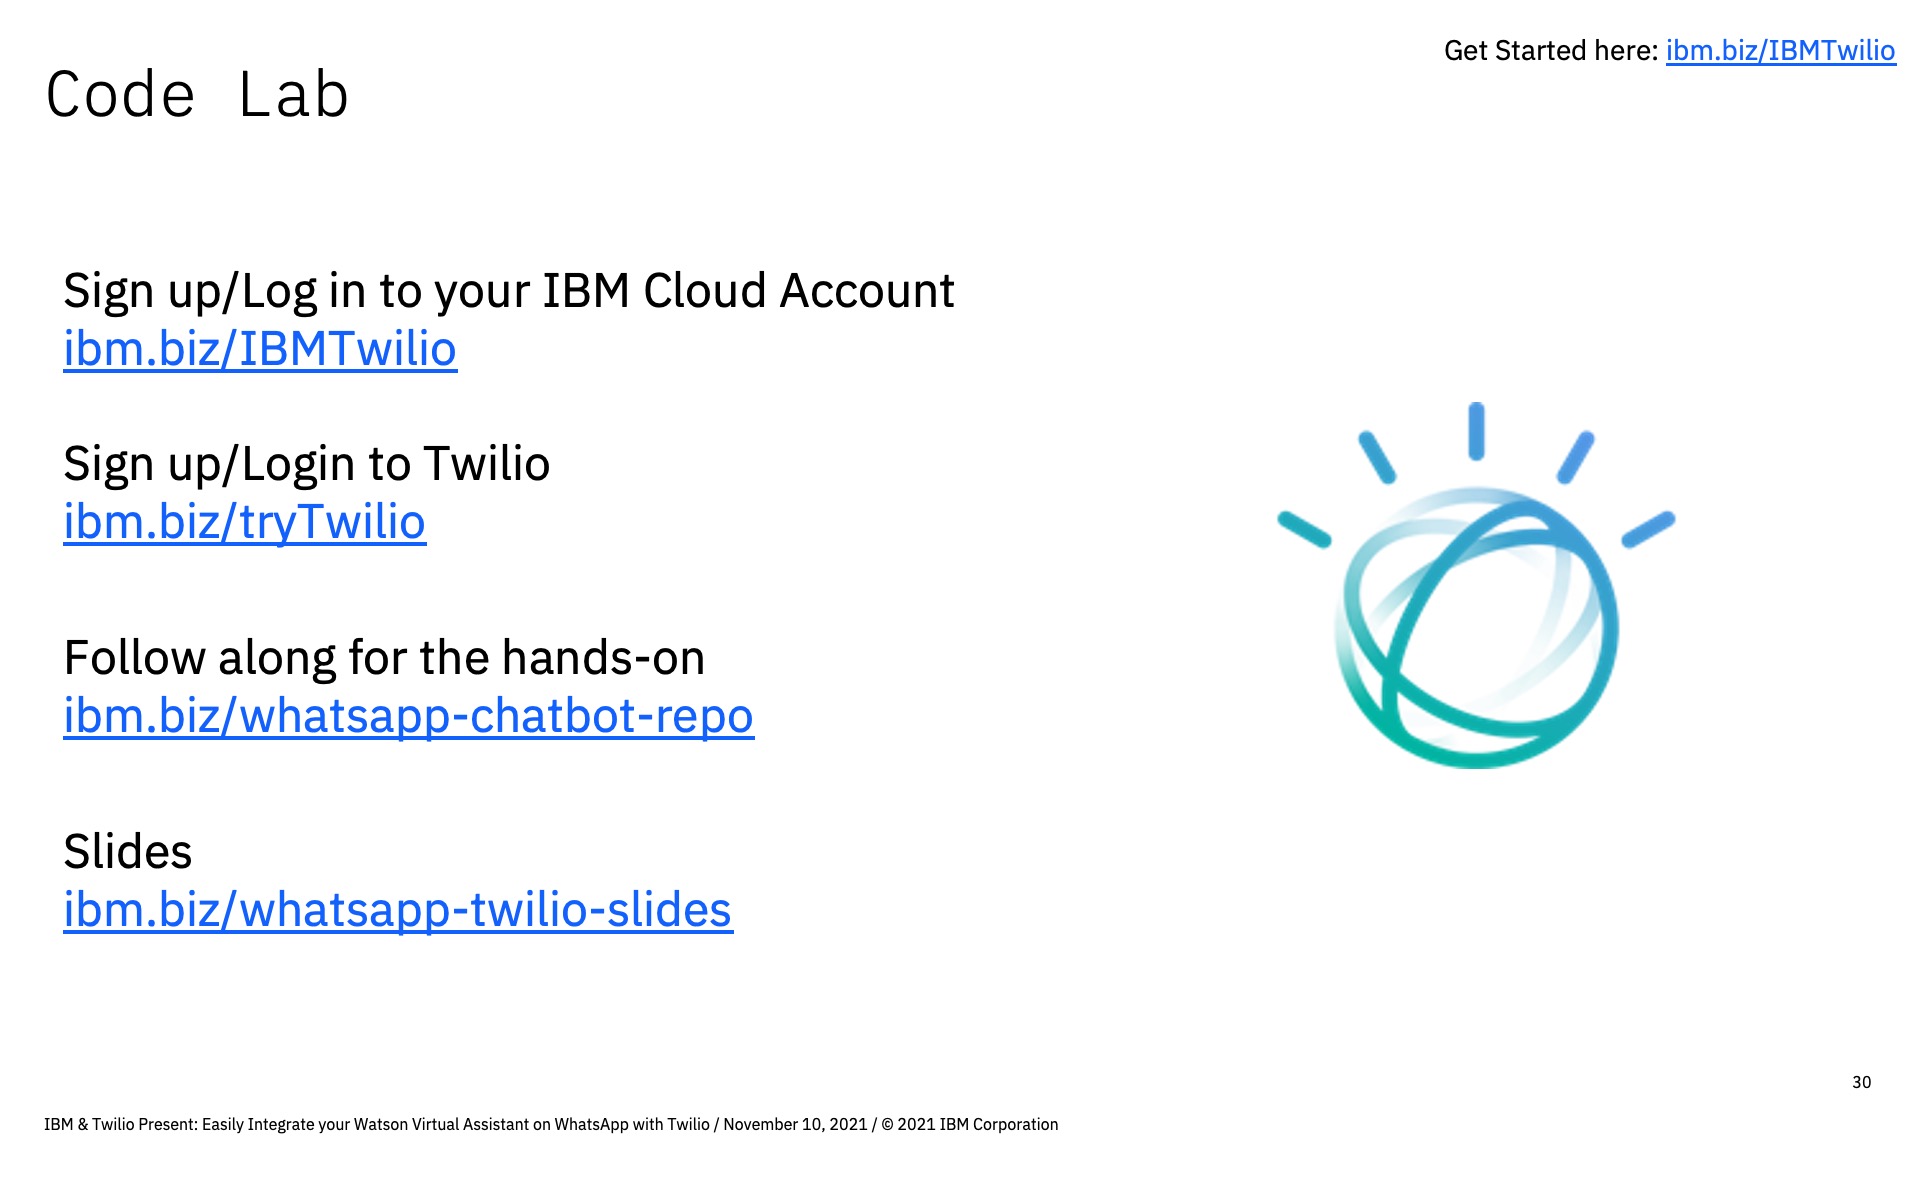 Get Started here: ibm.biz/IBMTwilio
Code Lab
Sign up/Log in to your IBM Cloud Account
ibm.biz/IBMTwilio
Sign up/Login to Twilio
ibm.biz/tryTwilio
Follow along for the hands-on
ibm.biz/whatsapp-chatbot-repo
Slides
ibm.biz/whatsapp-twilio-slides
30
IBM & Twilio Present: Easily Integrate your Watson Virtual Assistant on WhatsApp with Twilio / November 10, 2021 / © 2021 IBM Corporation